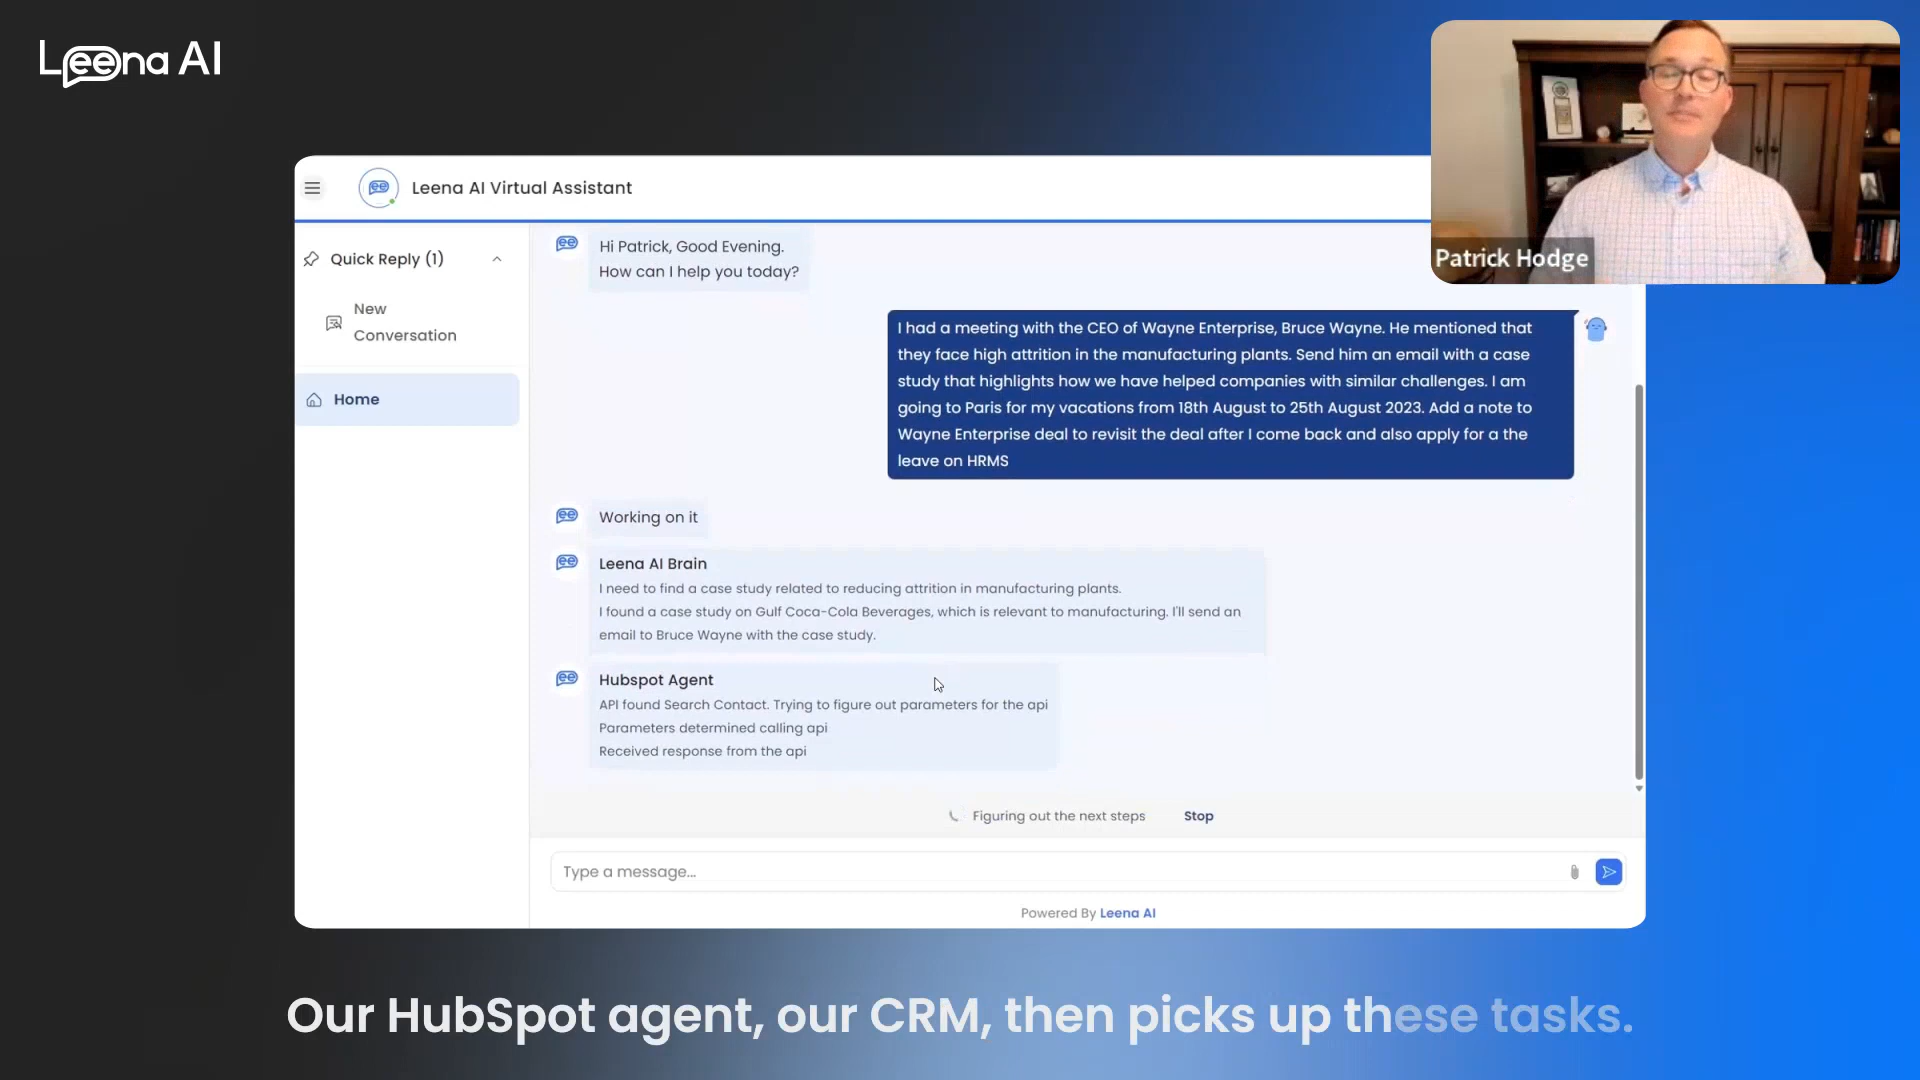 Leena AI
Patrick Hodge
Leena AI Virtual Assistant
Quick Reply (1)
New
Conversation
Home
Hi Patrick, Good Evening.
How can I help you today?
I had a meeting with the CEO of Wayne Enterprise, Bruce Wayne. He mentioned that
they face high attrition in the manufacturing plants. Send him an email with a case
study that highlights how we have helped companies with similar challenges. I am
going to Paris for my vacations from 18th August to 25th August 2023. Add a note to
Wayne Enterprise deal to revisit the deal after I come back and also apply for a the
leave on HRMS
Working on it
Leena AI Brain
I need to find a case study related to reducing attrition in manufacturing plants.
I found a case study on Gulf Coca-Cola Beverages, which is relevant to manufacturing. I'll send an
email to Bruce Wayne with the case study.
Hubspot Agent
API found Search Contact. Trying to figure out parameters for the api
Parameters determined calling api
Received response from the api
Figuring out the next steps Stop
Type a message...
Powered By Leena AI
Our HubSpot agent, our CRM, then picks up these tasks.